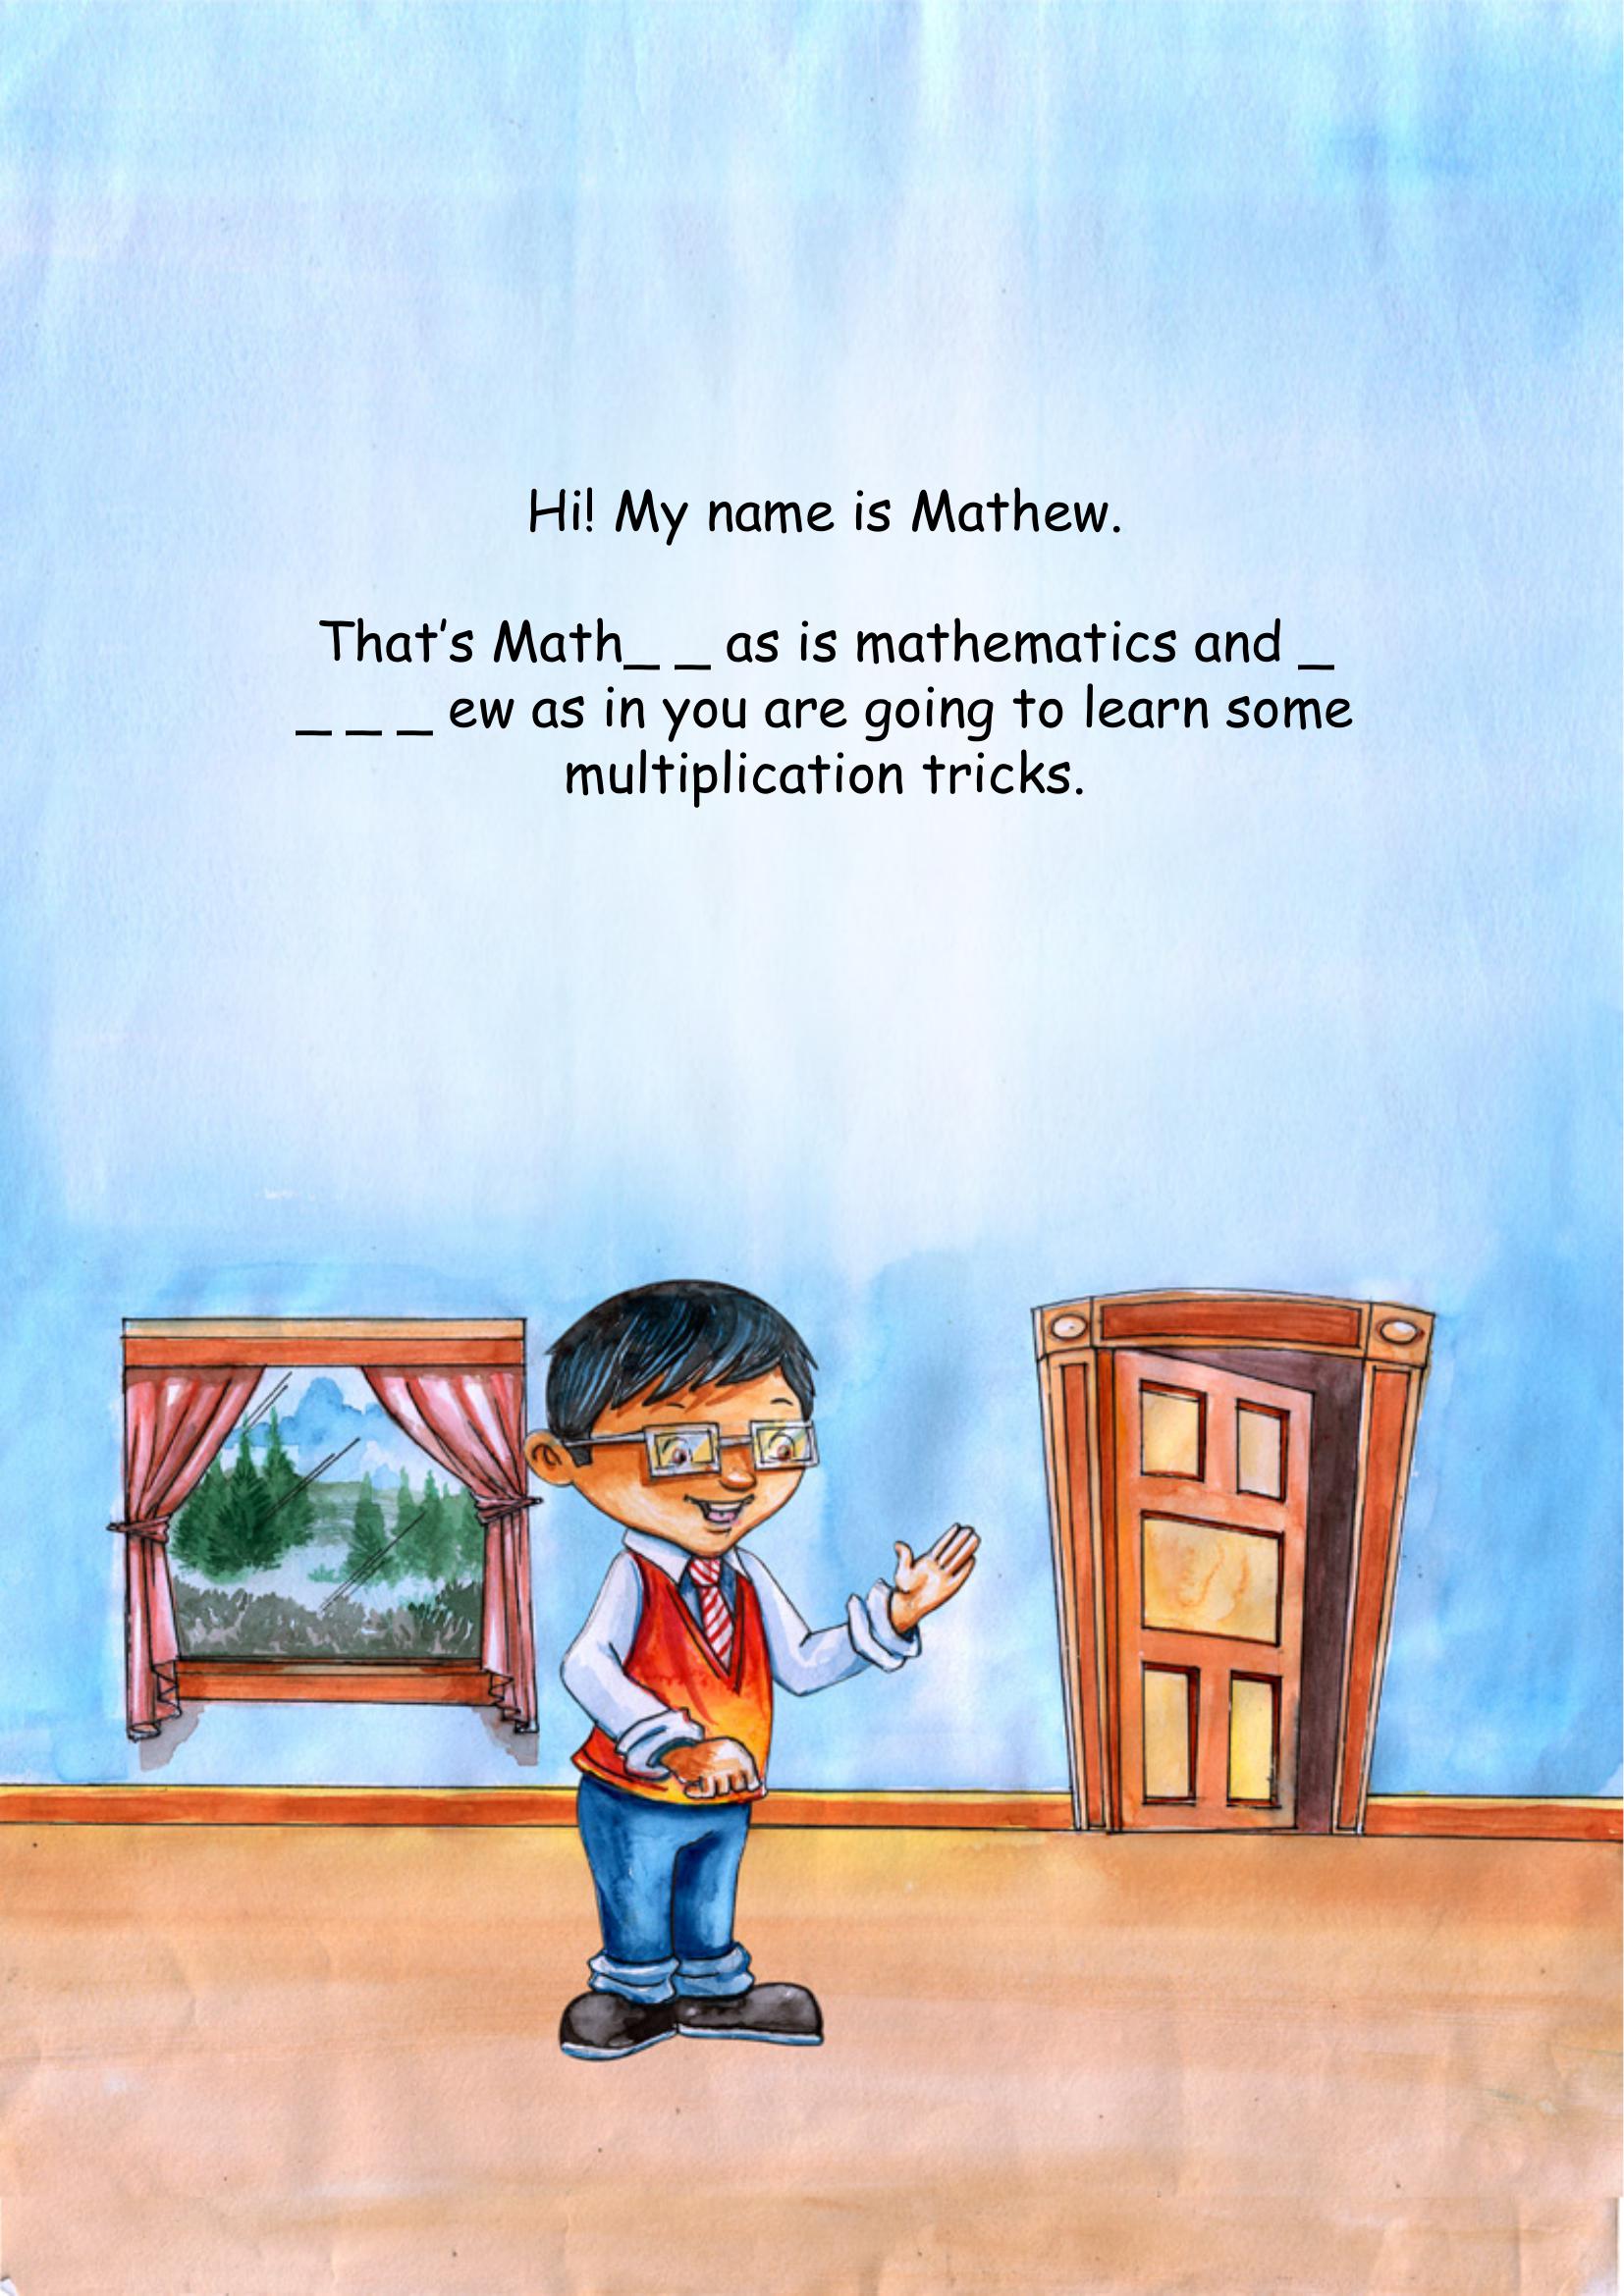 Hi! My name is Mathew.
That’s Math_ _ as is mathematics and _
_ _ _ ew as in you are going to learn some
multiplication tricks.